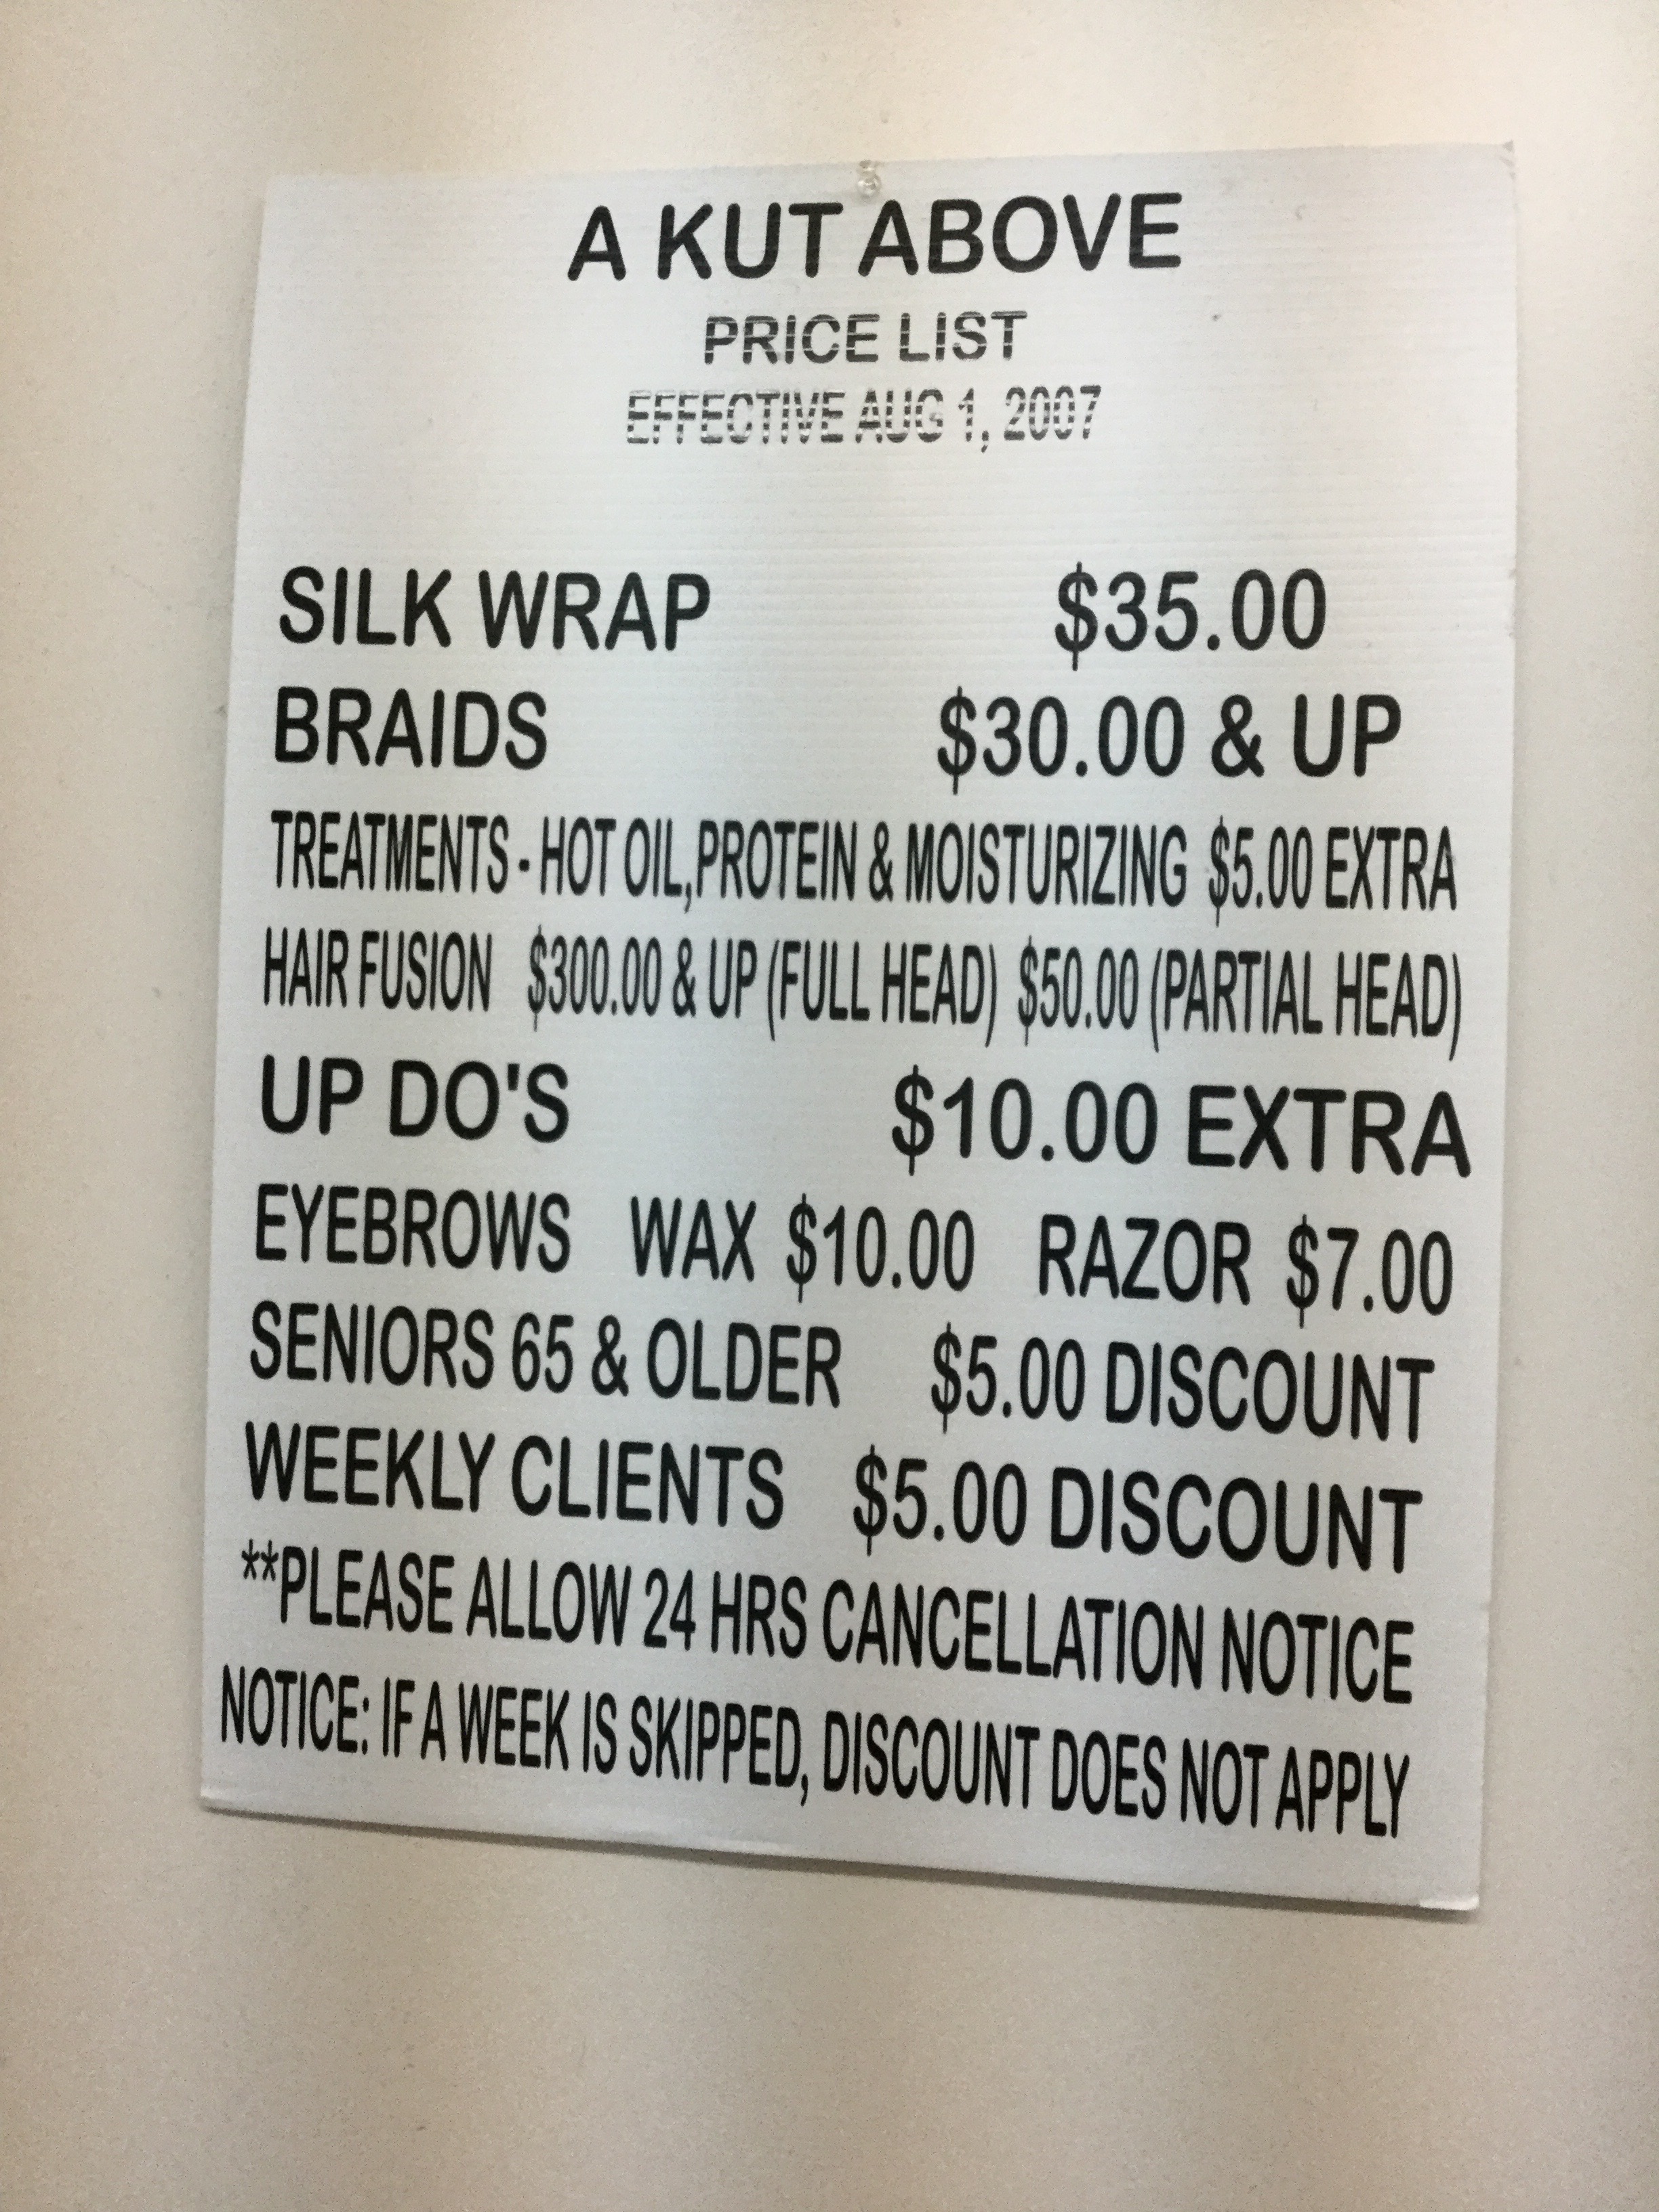 A KUT ABOVE
PRICE LIST
EFFECTIVE AUG 1, 2007
SILK WRAP $35.00
BRAIDS $30.00 & UP
TREATMENTS - HOT OIL,PROTEIN & MOISTURIZING $5.00 EXTRA
HAIR FUSION $300.00 & UP (FULL HEAD) $50.00 (PARTIAL HEAD)
UP DO'S $10.00 EXTRA
EYEBROWS WAX $10.00 RAZOR $7.00
SENIORS 65 & OLDER $5.00 DISCOUNT
WEEKLY CLIENTS $5.00 DISCOUNT
**PLEASE ALLOW 24 HRS CANCELLATION NOTICE
NOTICE: IF A WEEK IS SKIPPED, DISCOUNT DOES NOT APPLY